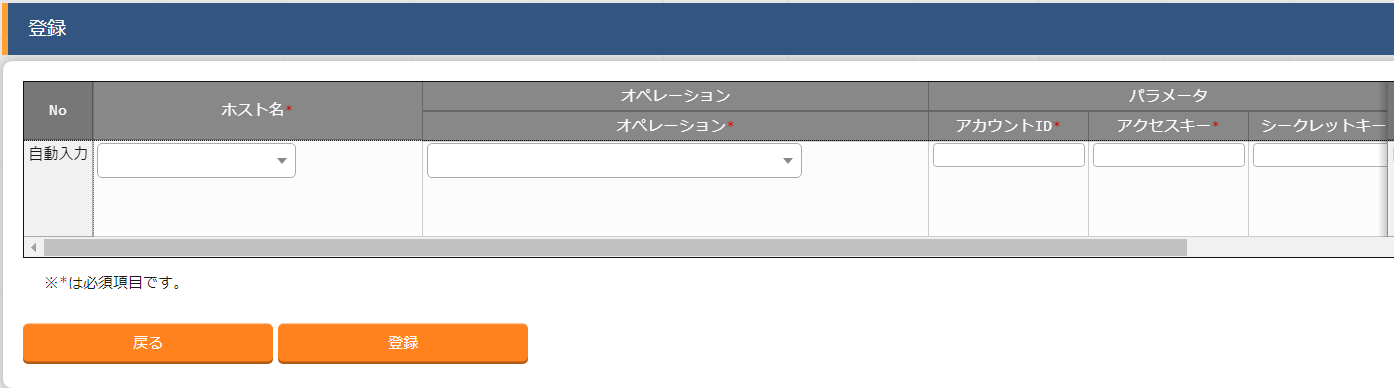 登録
No
ホスト名*
オペレーション
オペレーション*
パラメータ
アカウントID*
アクセスキー*
シークレットキー
自動入力
※*は必須項目です。
戻る
登録